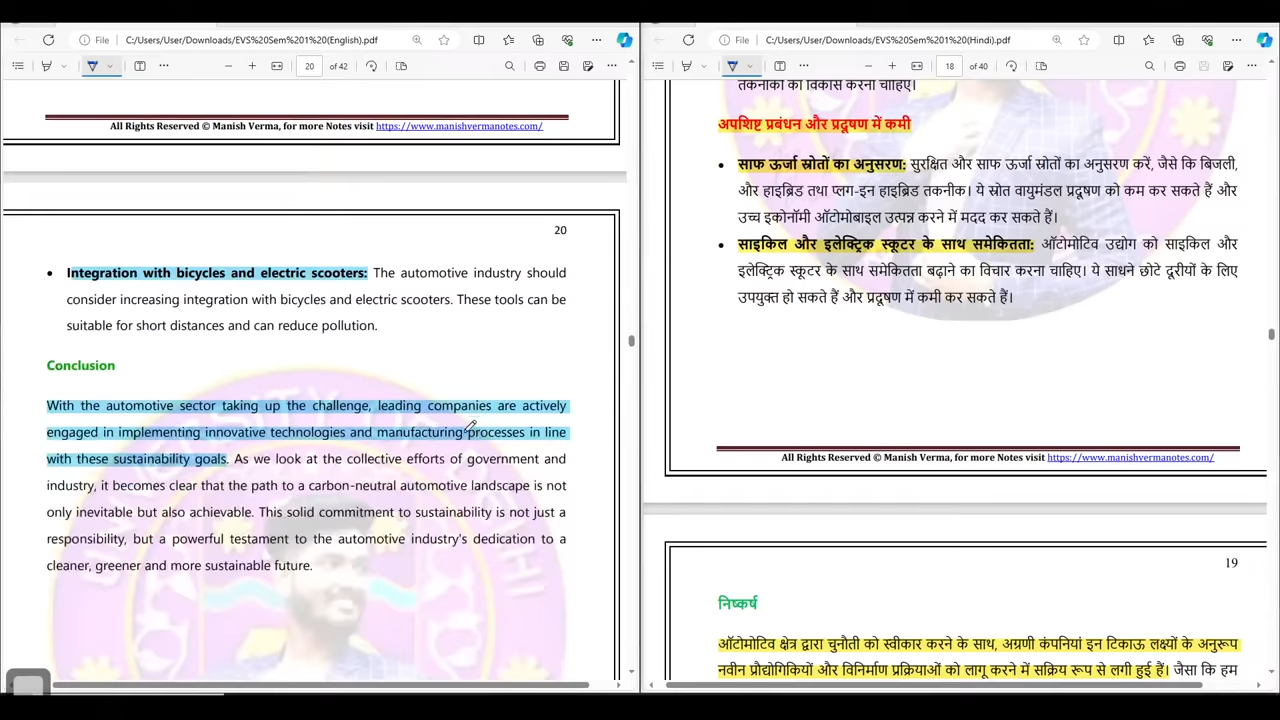 File C:/Users/User/Downloads/EVS%20Sem%201%20(English).pdf
20 of 42
All Rights Reserved © Manish Verma, for more Notes visit https://www.manishvermanotes.com/
20
• Integration with bicycles and electric scooters: The automotive industry should
consider increasing integration with bicycles and electric scooters. These tools can be
suitable for short distances and can reduce pollution.
Conclusion
With the automotive sector taking up the challenge, leading companies are actively
engaged in implementing innovative technologies and manufacturing processes in line
with these sustainability goals. As we look at the collective efforts of government and
industry, it becomes clear that the path to a carbon-neutral automotive landscape is not
only inevitable but also achievable. This solid commitment to sustainability is not just a
responsibility, but a powerful testament to the automotive industry's dedication to a
cleaner, greener and more sustainable future.
File C:/Users/User/Downloads/EVS%20Sem%201%20(Hindi).pdf
18 of 40
तकनीकों का विकास करना चाहिए।
अपशिष्ट प्रबंधन और प्रदूषण में कमी
• साफ ऊर्जा स्रोतों का अनुसरण: सुरक्षित और साफ ऊर्जा स्रोतों का अनुसरण करें, जैसे कि बिजली,
और हाइब्रिड तथा प्लग-इन हाइब्रिड तकनीक। ये स्रोत वायुमंडल प्रदूषण को कम कर सकते हैं और
उच्च इकोनॉमी ऑटोमोबाइल उत्पन्न करने में मदद कर सकते हैं।
• साइकिल और इलेक्ट्रिक स्कूटर के साथ समेकितता: ऑटोमोटिव उद्योग को साइकिल और
इलेक्ट्रिक स्कूटर के साथ समेकितता बढ़ाने का विचार करना चाहिए। ये साधने छोटे दूरीयों के लिए
उपयुक्त हो सकते हैं और प्रदूषण में कमी कर सकते हैं।
All Rights Reserved © Manish Verma, for more Notes visit https://www.manishvermanotes.com/
19
निष्कर्ष
ऑटोमोटिव क्षेत्र द्वारा चुनौती को स्वीकार करने के साथ, अग्रणी कंपनियां इन टिकाऊ लक्ष्यों के अनुरूप
नवीन प्रौद्योगिकियों और विनिर्माण प्रक्रियाओं को लागू करने में सक्रिय रूप से लगी हुई हैं। जैसा कि हम